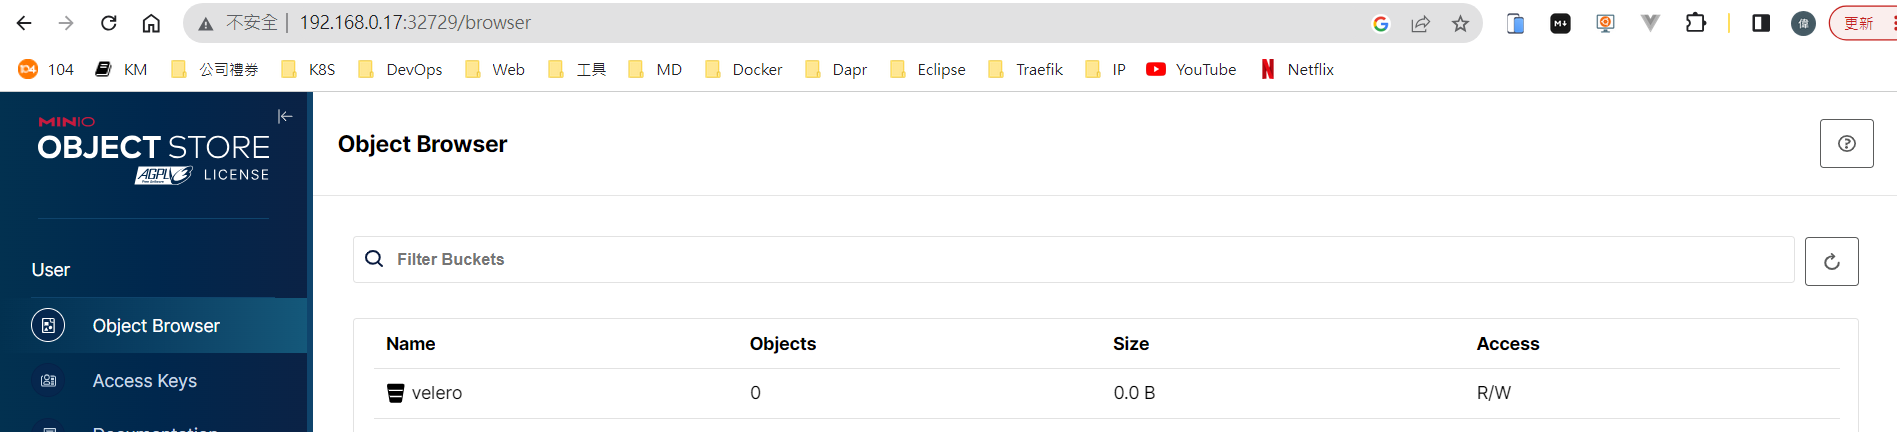 不安全 | 192.168.0.17:32729/browser
更新
104 KM 公司禮券 K8S DevOps Web 工具 MD Docker Dapr Eclipse Traefik IP YouTube Netflix
MINIO
OBJECT STORE
AGPL LICENSE
Object Browser
User
Filter Buckets
Object Browser
Name Objects Size Access
Access Keys
velero 0 0.0 B R/W
Documentation